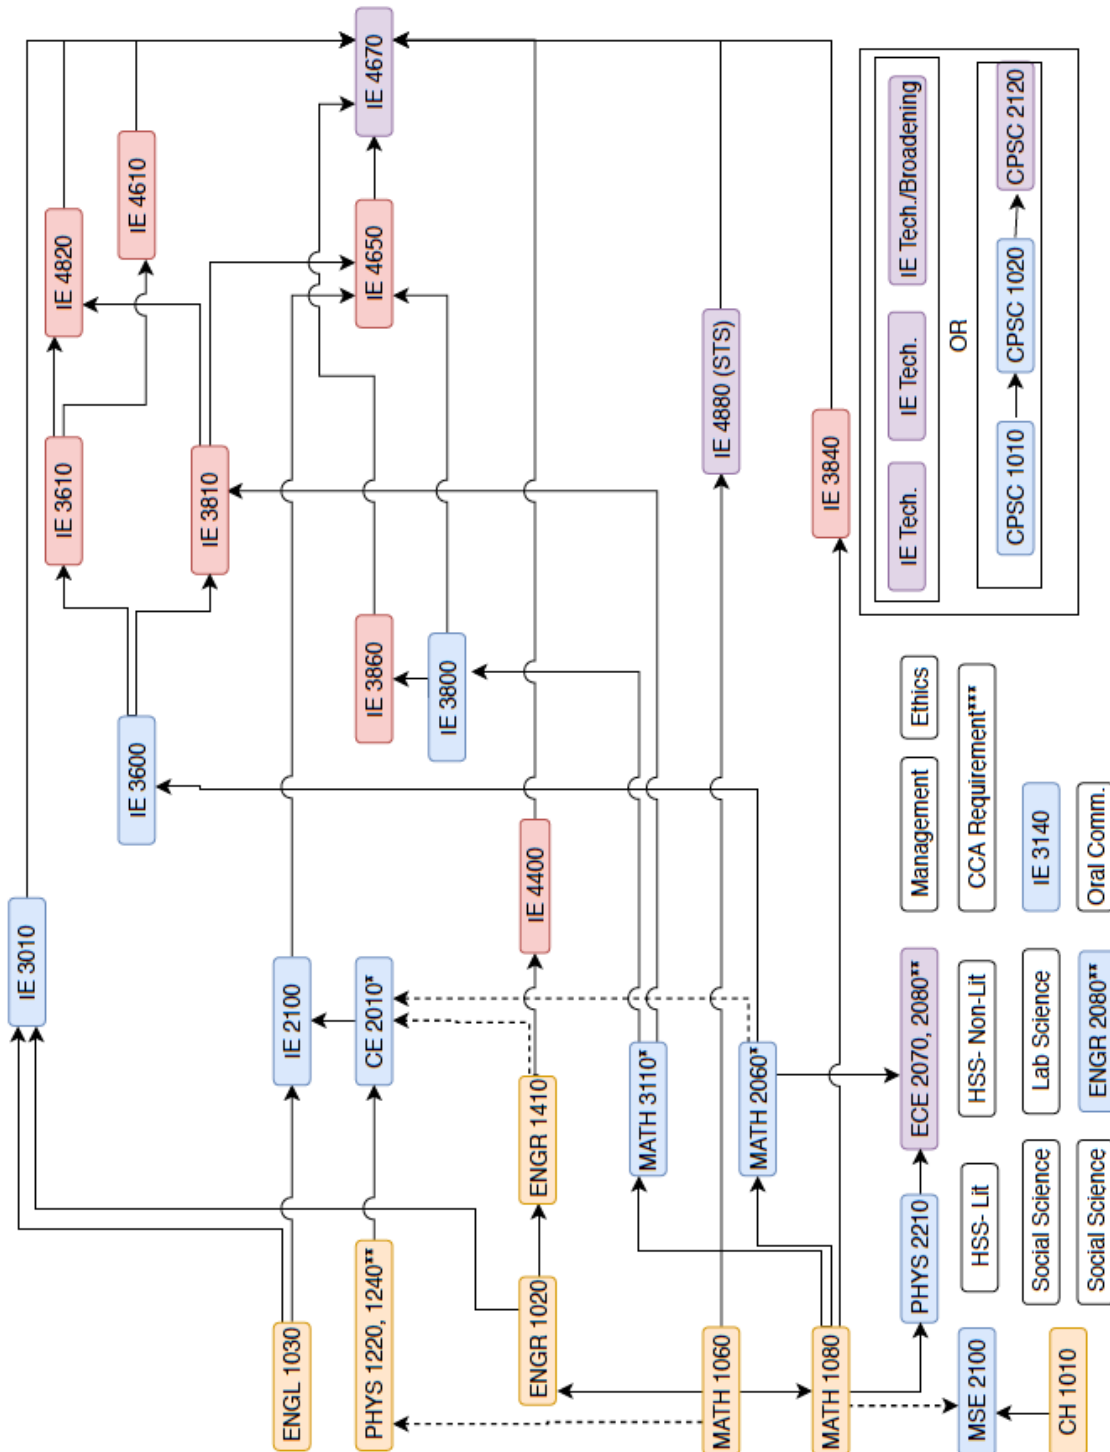 ENGL 1030
PHYS 1220, 1240**
ENGR 1020
MATH 1060
MATH 1080
MSE 2100
CH 1010
IE 3010
IE 2100
CE 2010*
ENGR 1410
MATH 3110*
MATH 2060*
PHYS 2210
ECE 2070, 2080**
HSS- Lit
HSS- Non-Lit
Social Science
Lab Science
Social Science
ENGR 2080**
IE 3600
IE 3860
IE 3800
IE 4400
Management
Ethics
CCA Requirement***
IE 3140
Oral Comm.
IE 3610
IE 3810
IE 4880 (STS)
IE 3840
IE 4820
IE 4610
IE 4650
IE 4670
IE Tech.
IE Tech.
IE Tech./Broadening
OR
CPSC 1010
CPSC 1020
CPSC 2120